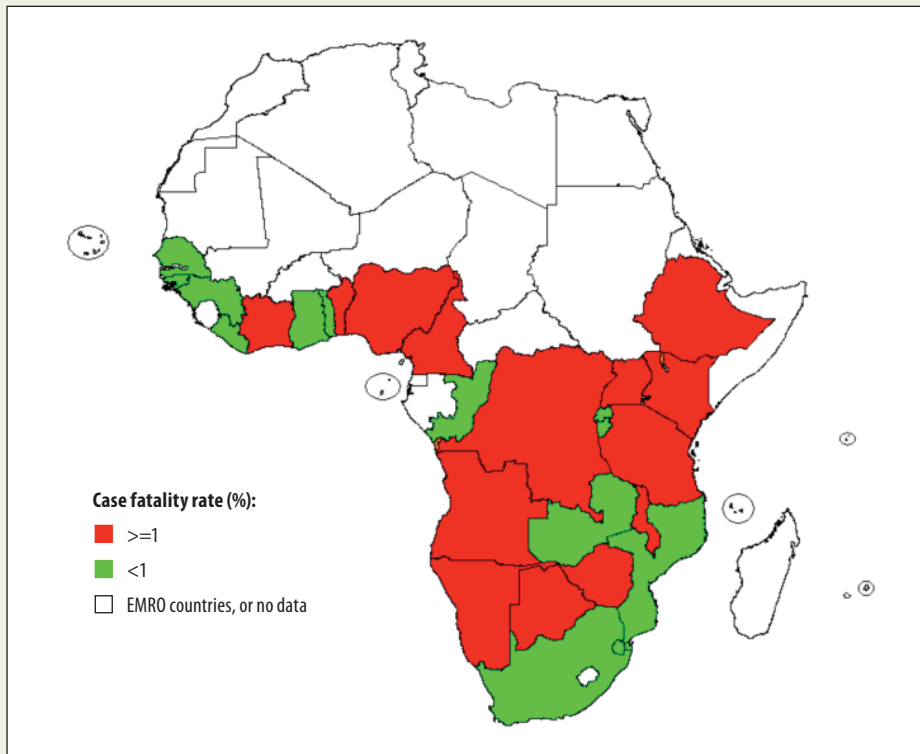 Case fatality rate (%):
>=1
<1
EMRO countries, or no data